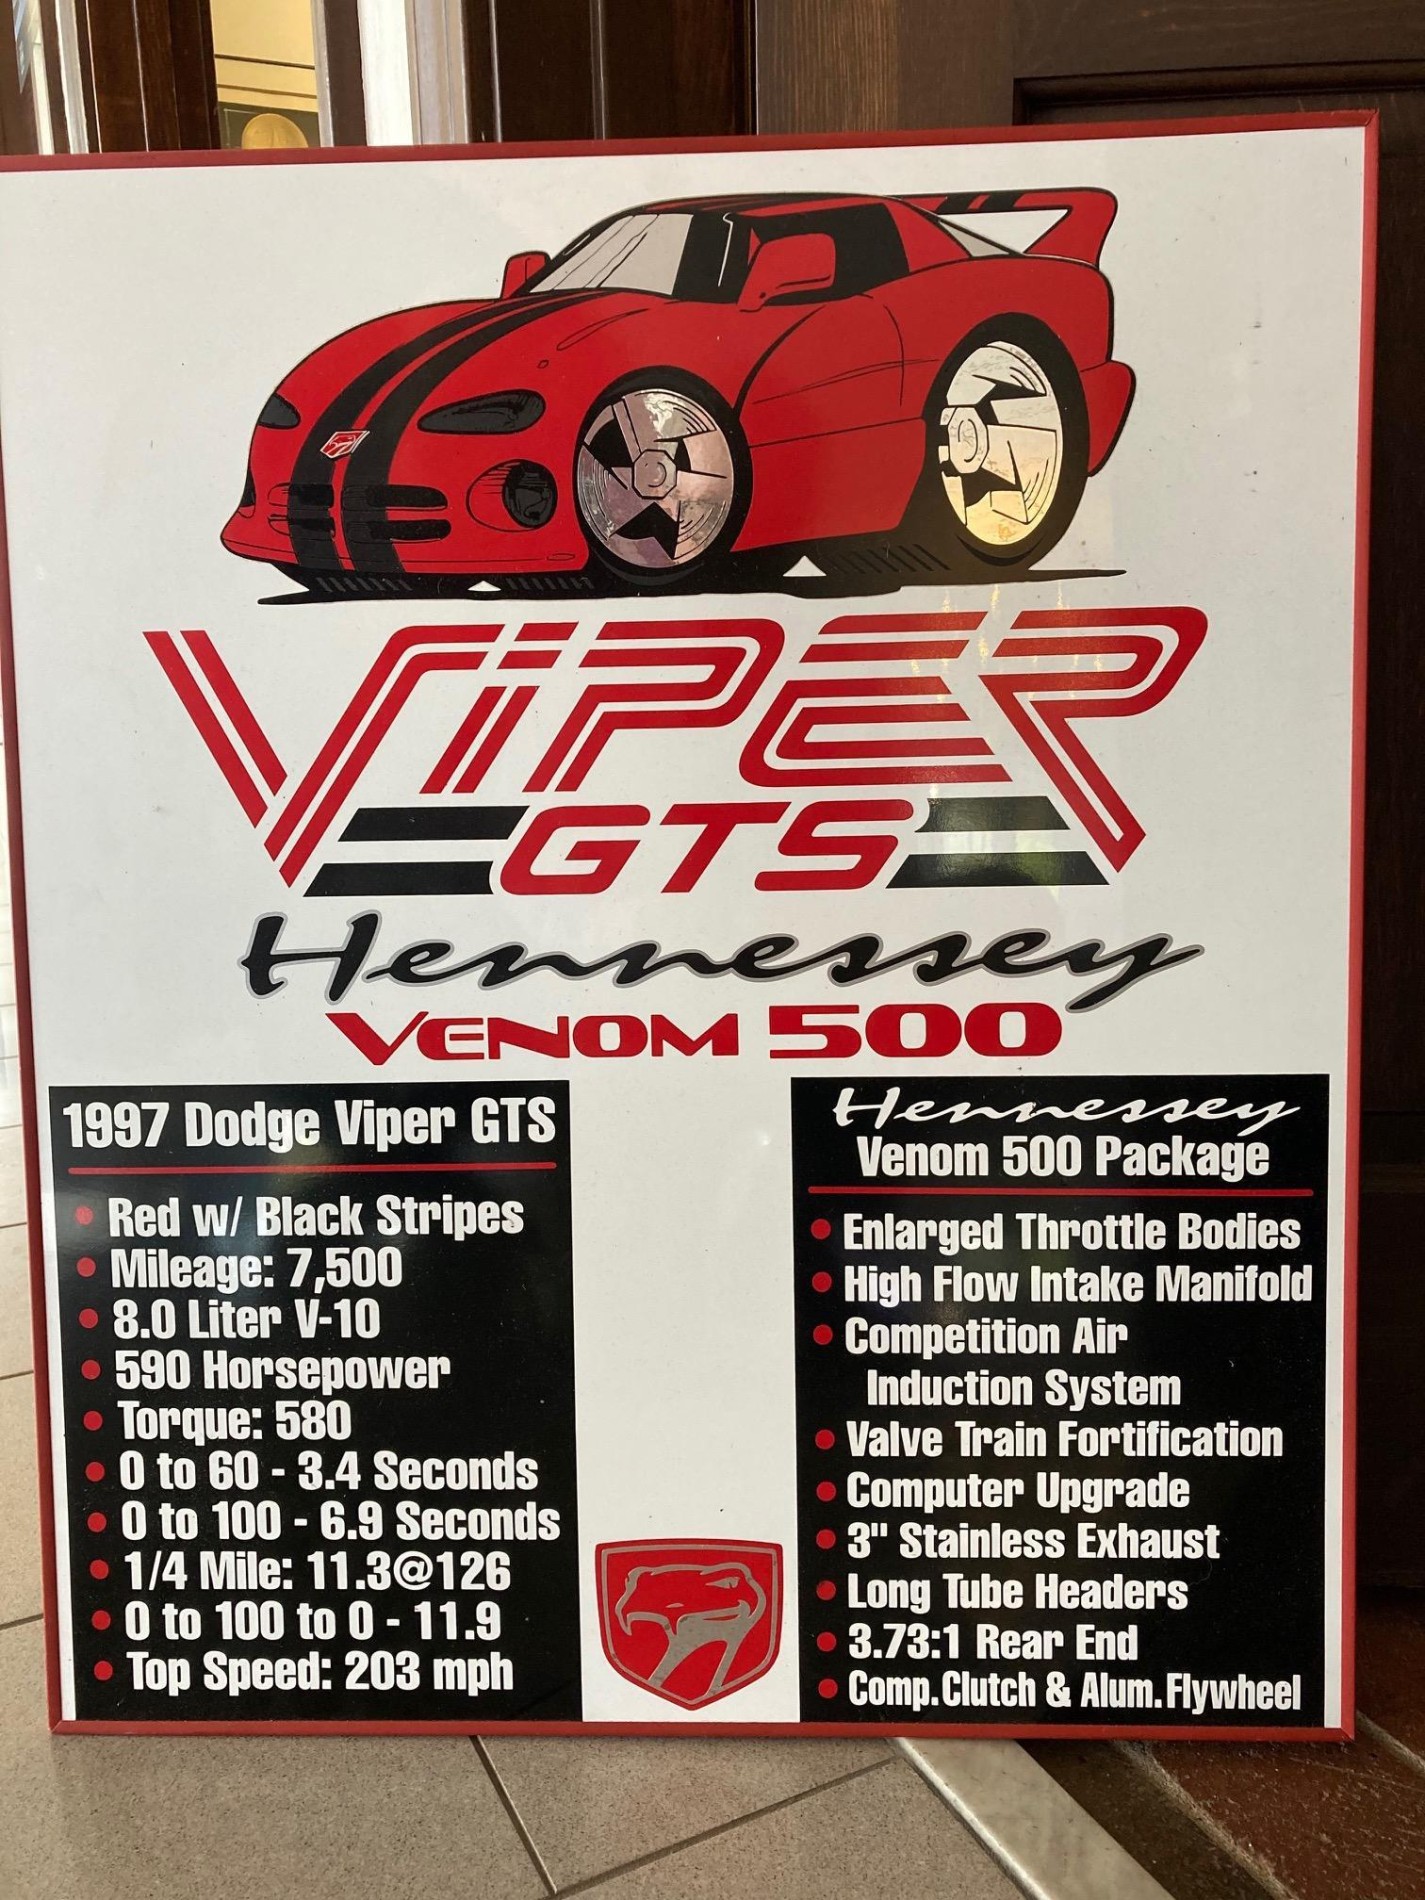 VIPER
GTS
Hennessey
VENOM 500
1997 Dodge Viper GTS
• Red w/ Black Stripes
• Mileage: 7,500
• 8.0 Liter V-10
• 590 Horsepower
• Torque: 580
• 0 to 60 - 3.4 Seconds
• 0 to 100 - 6.9 Seconds
• 1/4 Mile: 11.3@126
• 0 to 100 to 0 - 11.9
• Top Speed: 203 mph
Hennessey
Venom 500 Package
• Enlarged Throttle Bodies
• High Flow Intake Manifold
• Competition Air
Induction System
• Valve Train Fortification
• Computer Upgrade
• 3" Stainless Exhaust
• Long Tube Headers
• 3.73:1 Rear End
• Comp.Clutch & Alum.Flywheel